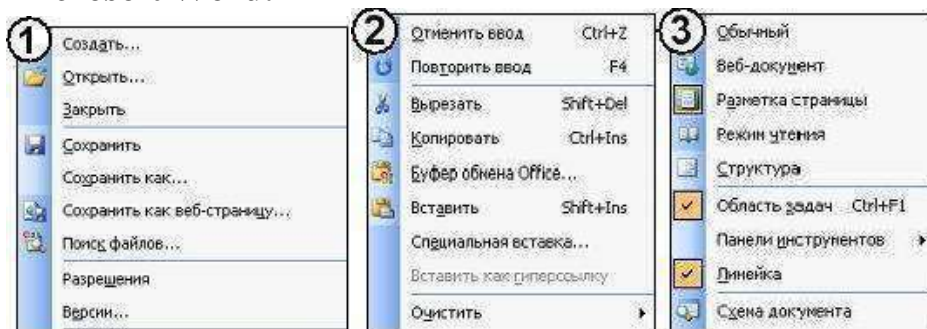 1
Создать...
Открыть...
Закрыть
Сохранить
Сохранить как...
Сохранить как веб-страницу...
Поиск файлов...
Разрешения
Версии...
2
Отменить ввод Ctrl+Z
Повторить ввод F4
Вырезать Shift+Del
Копировать Ctrl+Ins
Буфер обмена Office...
Вставить Shift+Ins
Специальная вставка...
Вставить как гиперссылку
Очистить
3
Обычный
Веб-документ
Разметка страницы
Режим чтения
Структура
Область задач Ctrl+F1
Панели инструментов
Линейка
Схема документа